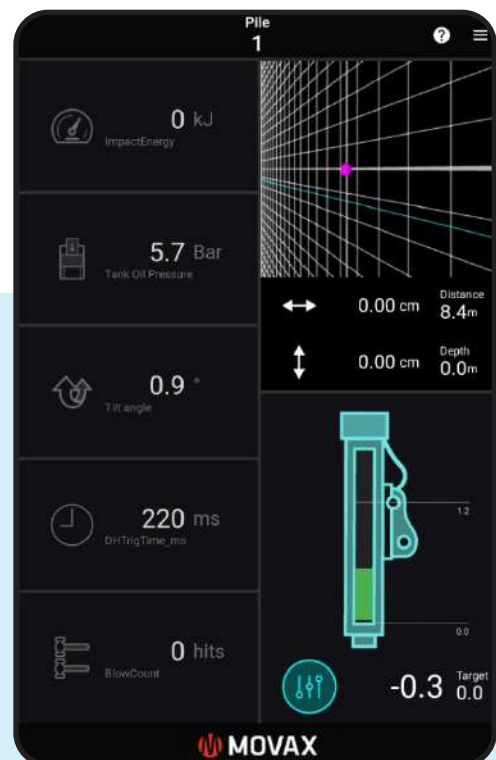 Pile
1
?
0 kJ
ImpactEnergy
5.7 Bar
Tank Oil Pressure
0.9 °
Tilt angle
220 ms
DHTrigTime_ms
0 hits
BlowCount
0.00 cm
Distance
8.4m
0.00 cm
Depth
0.0m
1.2
0.0
-0.3
Target
0.0
MOVAX